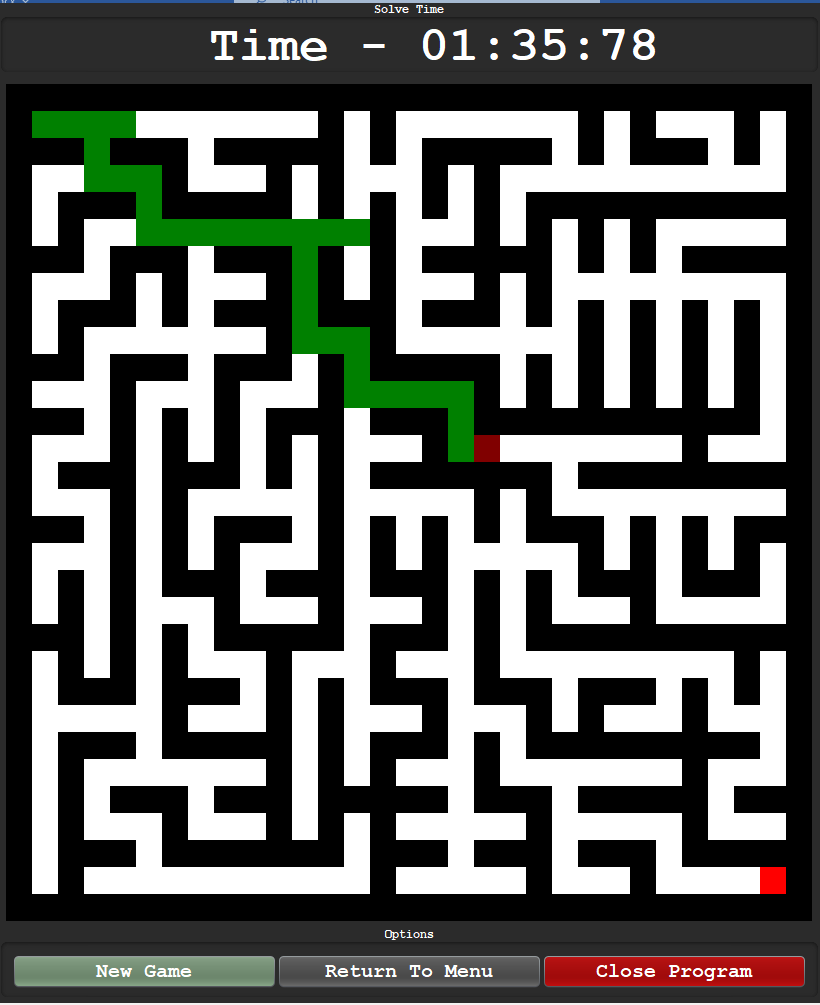 Solve Time
Time - 01:35:78
Options
New Game
Return To Menu
Close Program